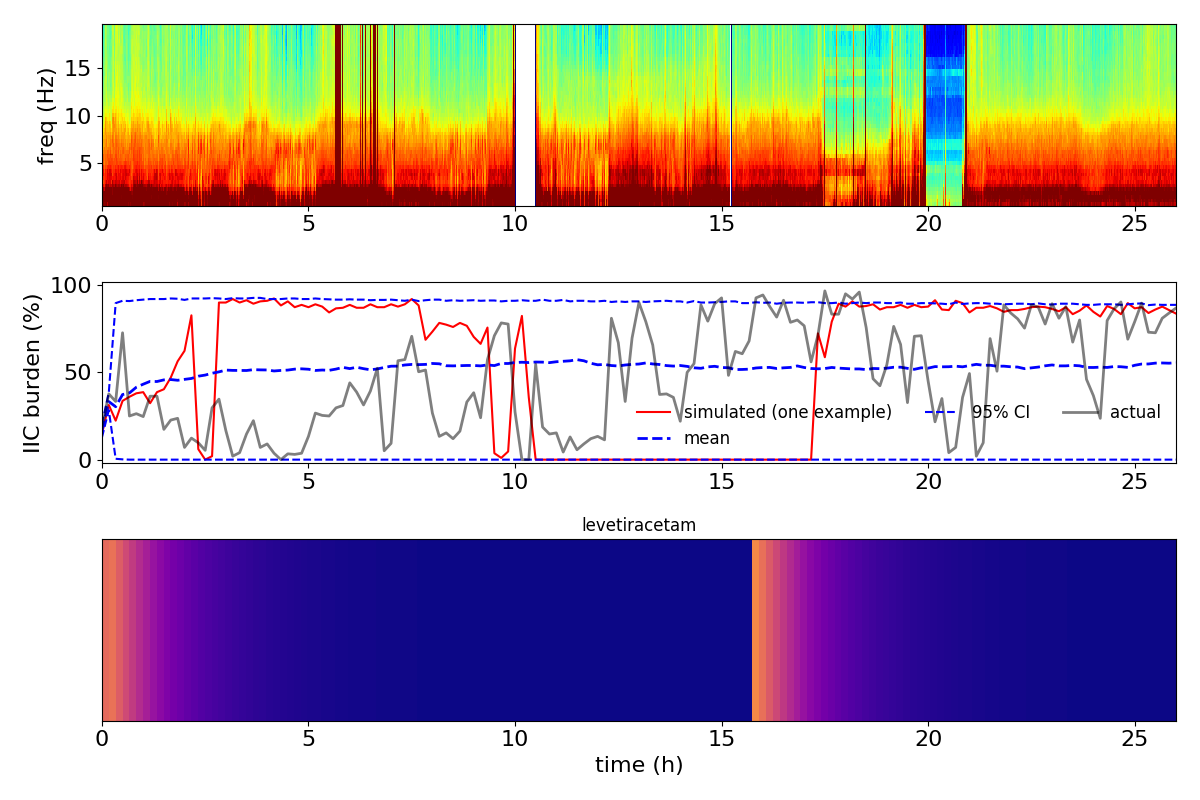 freq (Hz)
15
10
5
0 5 10 15 20 25
IIC burden (%)
100
50
0
simulated (one example) 95% CI actual
mean
0 5 10 15 20 25
levetiracetam
0 5 10 15 20 25
time (h)